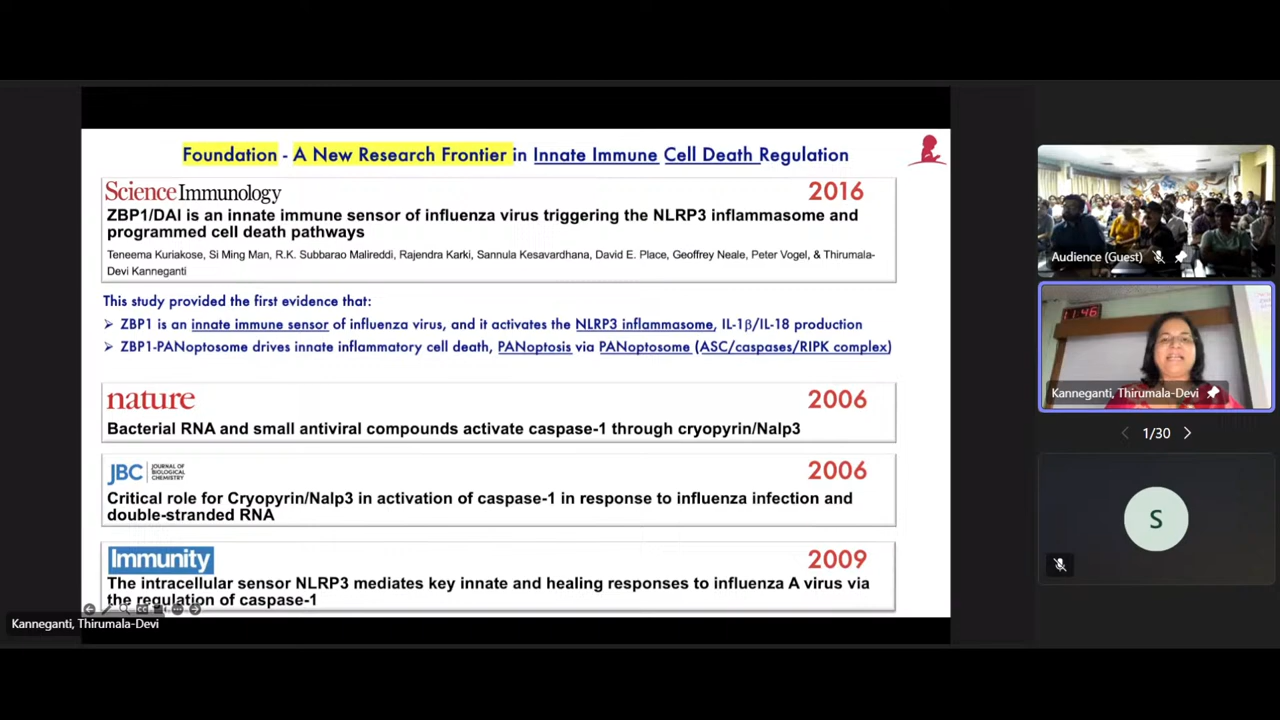 Foundation - A New Research Frontier in Innate Immune Cell Death Regulation
Science Immunology
2016
ZBP1/DAI is an innate immune sensor of influenza virus triggering the NLRP3 inflammasome and
programmed cell death pathways
Teneema Kuriakose, Si Ming Man, R.K. Subbarao Malireddi, Rajendra Karki, Sannula Kesavardhana, David E. Place, Geoffrey Neale, Peter Vogel, & Thirumala-
Devi Kanneganti
This study provided the first evidence that:
➢ ZBP1 is an innate immune sensor of influenza virus, and it activates the NLRP3 inflammasome, IL-1β/IL-18 production
➢ ZBP1-PANoptosome drives innate inflammatory cell death, PANoptosis via PANoptosome (ASC/caspases/RIPK complex)
nature
2006
Bacterial RNA and small antiviral compounds activate caspase-1 through cryopyrin/Nalp3
JBC JOURNAL OF
BIOLOGICAL
CHEMISTRY
2006
Critical role for Cryopyrin/Nalp3 in activation of caspase-1 in response to influenza infection and
double-stranded RNA
Immunity
2009
The intracellular sensor NLRP3 mediates key innate and healing responses to influenza A virus via
the regulation of caspase-1
Kanneganti, Thirumala-Devi
Audience (Guest)
11:46
Kanneganti, Thirumala-Devi
1/30
S